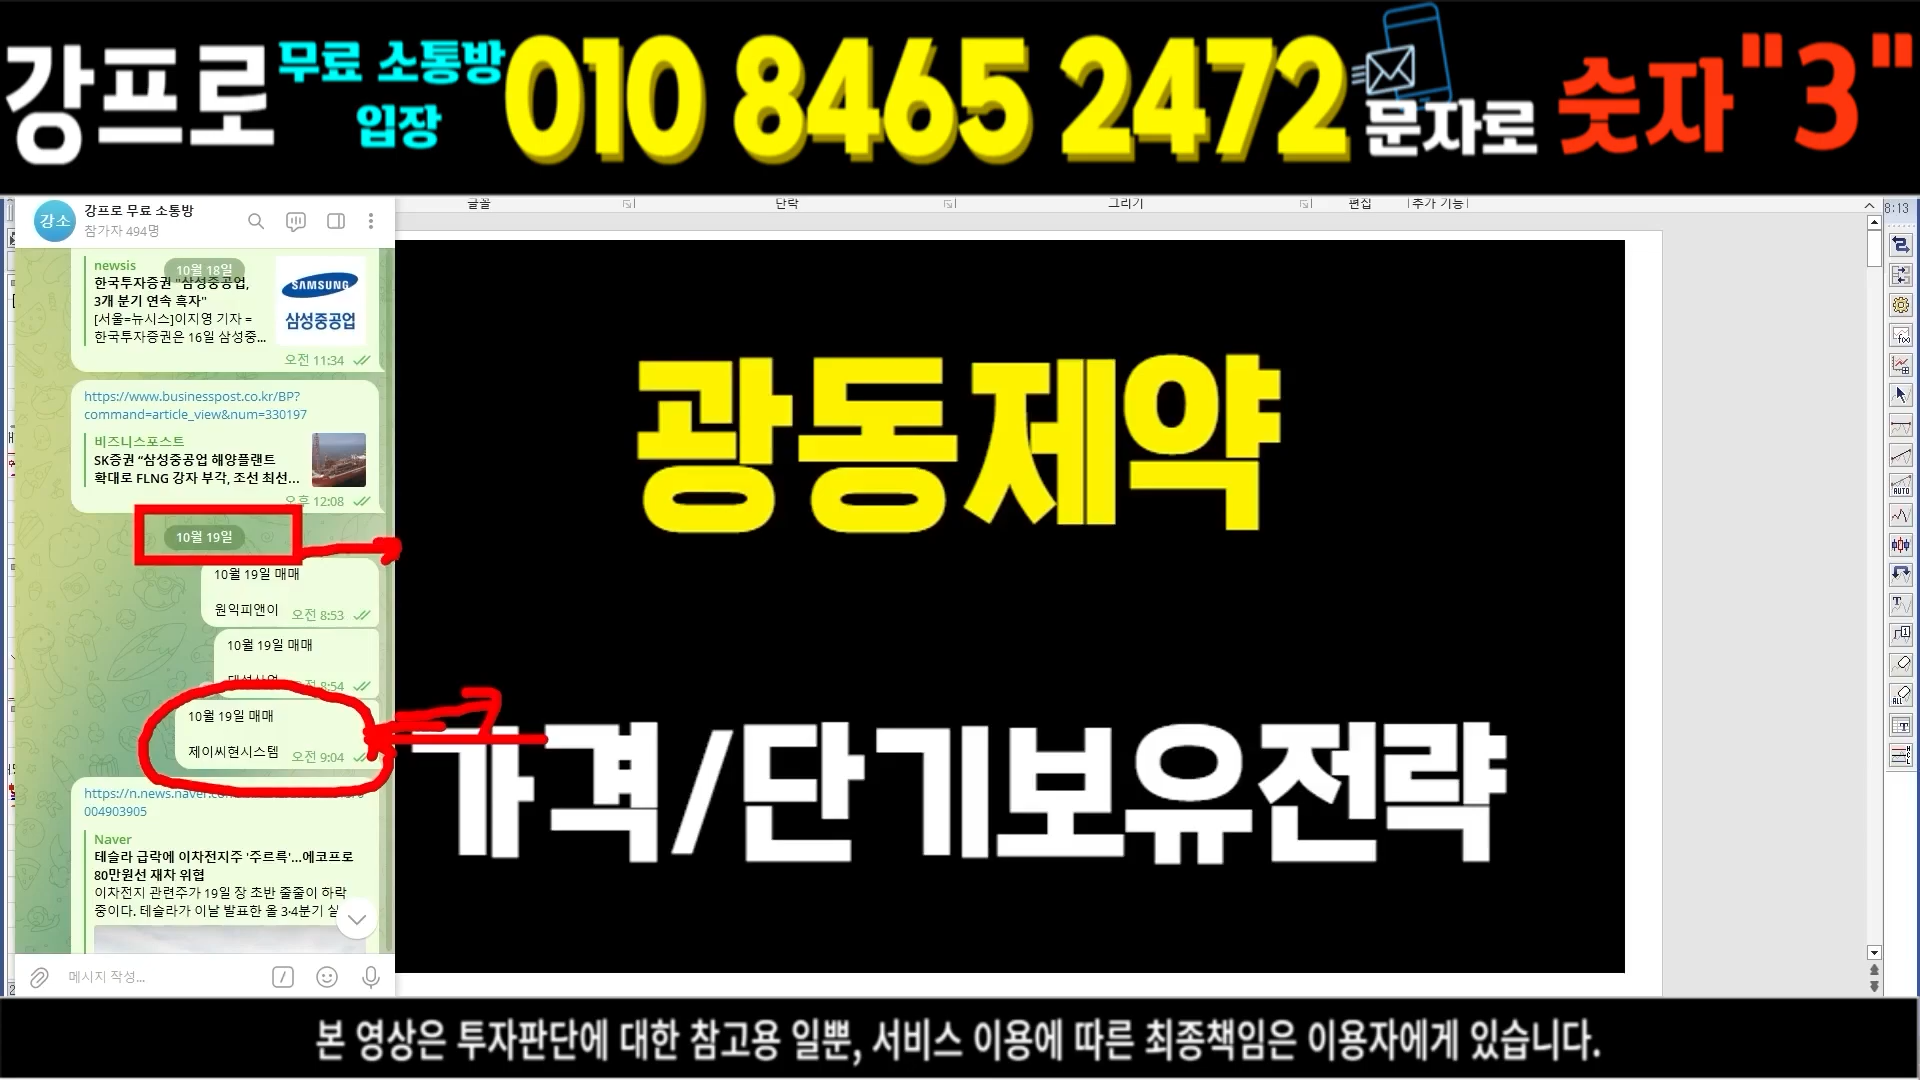 강프로
무료 소통방
입장
010 8465 2472
문자로
숫자"3"
글꼴
단락
그리기
편집
추가 기능
8:13
강소
강프로 무료 소통방
참가자 494명
10월 18일
newsis
한국투자증권 "삼성중공업,
3개 분기 연속 흑자"
[서울=뉴시스]이지영 기자 =
한국투자증권은 16일 삼성중...
SAMSUNG
삼성중공업
오전 11:34
https://www.businesspost.co.kr/BP?
command=article_view&num=330197
비즈니스포스트
SK증권 “삼성중공업 해양플랜트
확대로 FLNG 강자 부각, 조선 최선...
오후 12:08
10월 19일
10월 19일 매매
원익피앤이
오전 8:53
10월 19일 매매
8:54
10월 19일 매매
제이씨현시스템
오전 9:04
https://n.news.naver.
004903905
Naver
테슬라 급락에 이차전지주 '주르륵'...에코프로
80만원선 재차 위협
이차전지 관련주가 19일 장 초반 줄줄이 하락
중이다. 테슬라가 이날 발표한 올 3·4분기 실
메시지 작성...
광동제약
가격/단기보유전략
AUTO
ALL
본 영상은 투자판단에 대한 참고용 일뿐, 서비스 이용에 따른 최종책임은 이용자에게 있습니다.